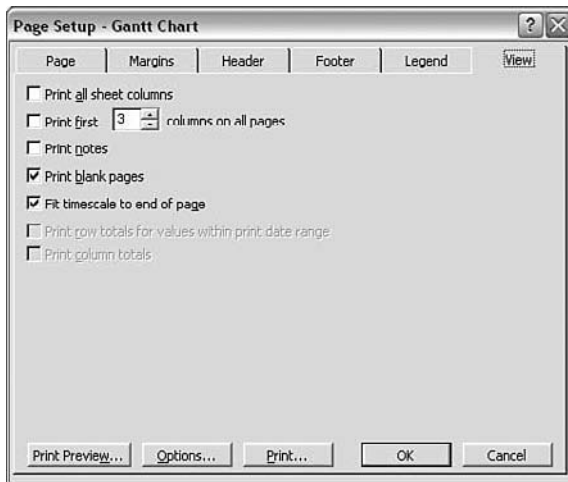 Page Setup - Gantt Chart
Page Margins Header Footer Legend View
Print all sheet columns
Print first 3 columns on all pages
Print notes
Print blank pages
Fit timescale to end of page
Print row totals for values within print date range
Print column totals
Print Preview... Options... Print... OK Cancel